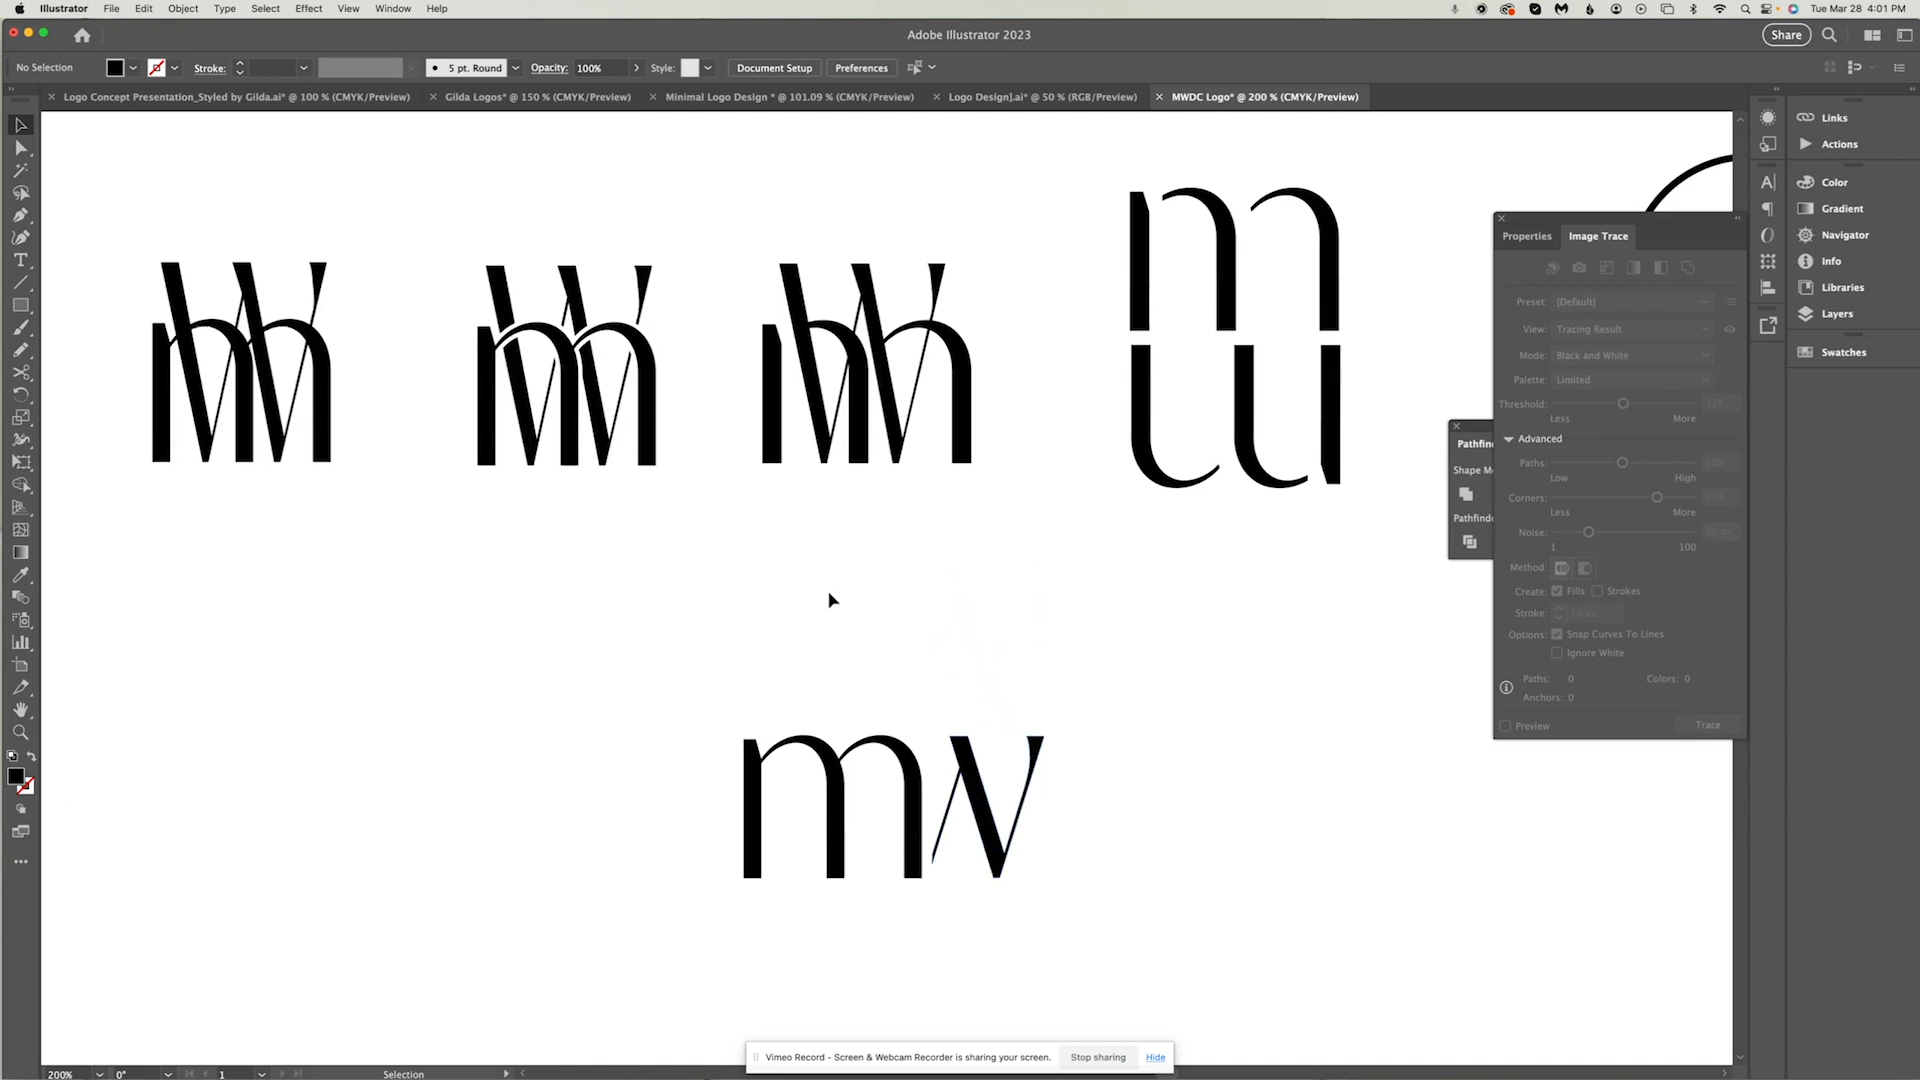 Illustrator File Edit Object Type Select Effect View Window Help
Tue Mar 28 4:01 PM
Adobe Illustrator 2023
Share
No Selection
Stroke:
5 pt. Round
Opacity: 100%
Style:
Document Setup
Preferences
Logo Concept Presentation_Styled by Gilda.ai* @ 100 % (CMYK/Preview)
Gilda Logos* @ 150 % (CMYK/Preview)
Minimal Logo Design * @ 101.09 % (CMYK/Preview)
Logo Design].ai* @ 50 % (RGB/Preview)
MWDC Logo* @ 200 % (CMYK/Preview)
Links
Actions
Color
Gradient
Navigator
Info
Libraries
Layers
Swatches
Properties
Image Trace
Preset: [Default]
View: Tracing Result
Mode: Black and White
Palette: Limited
Threshold:
Less More
Advanced
Paths:
Low High
Corners:
Less More
Noise:
1 100
Method:
Create: Fills Strokes
Stroke: 10 px
Options: Snap Curves To Lines
Ignore White
Paths: 0 Colors: 0
Anchors: 0
Preview
Trace
Shape
m
mw
Vimeo Record - Screen & Webcam Recorder is sharing your screen.
Stop sharing
Hide
200% 0° 1 Selection